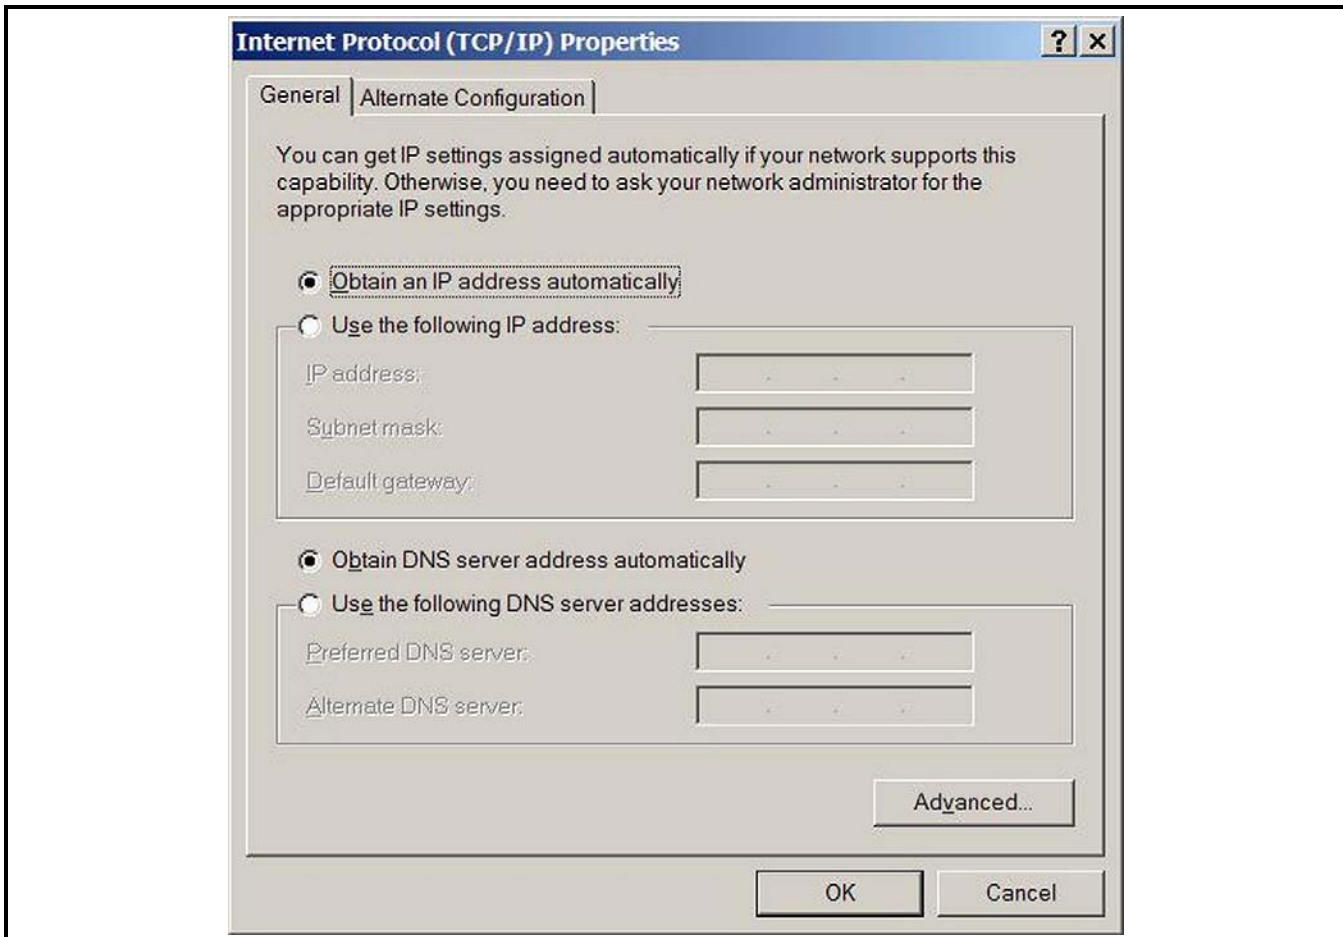 Internet Protocol (TCP/IP) Properties
General
Alternate Configuration
You can get IP settings assigned automatically if your network supports this
capability. Otherwise, you need to ask your network administrator for the
appropriate IP settings.
Obtain an IP address automatically
Use the following IP address:
IP address:
Subnet mask:
Default gateway:
Obtain DNS server address automatically
Use the following DNS server addresses:
Preferred DNS server:
Alternate DNS server:
Advanced...
OK
Cancel